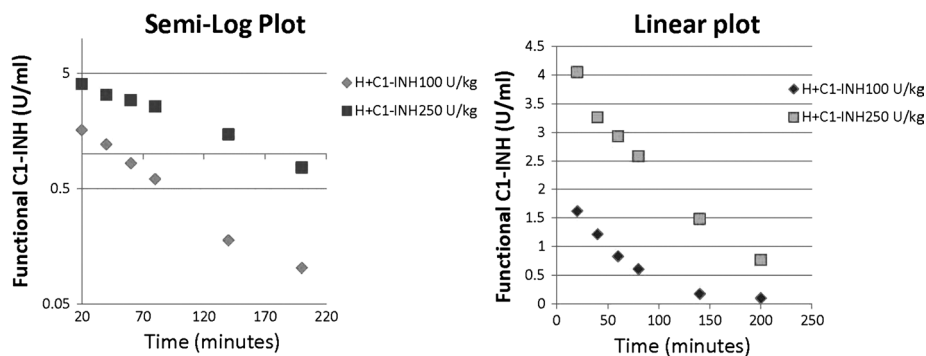 Semi-Log Plot
Functional C1-INH (U/ml)
5
0.5
0.05
20
70
120
170
220
Time (minutes)
H+C1-INH100 U/kg
H+C1-INH250 U/kg
Linear plot
Functional C1-INH (U/ml)
4.5
4
3.5
3
2.5
2
1.5
1
0.5
0
0
50
100
150
200
250
Time (minutes)
H+C1-INH100 U/kg
H+C1-INH250 U/kg